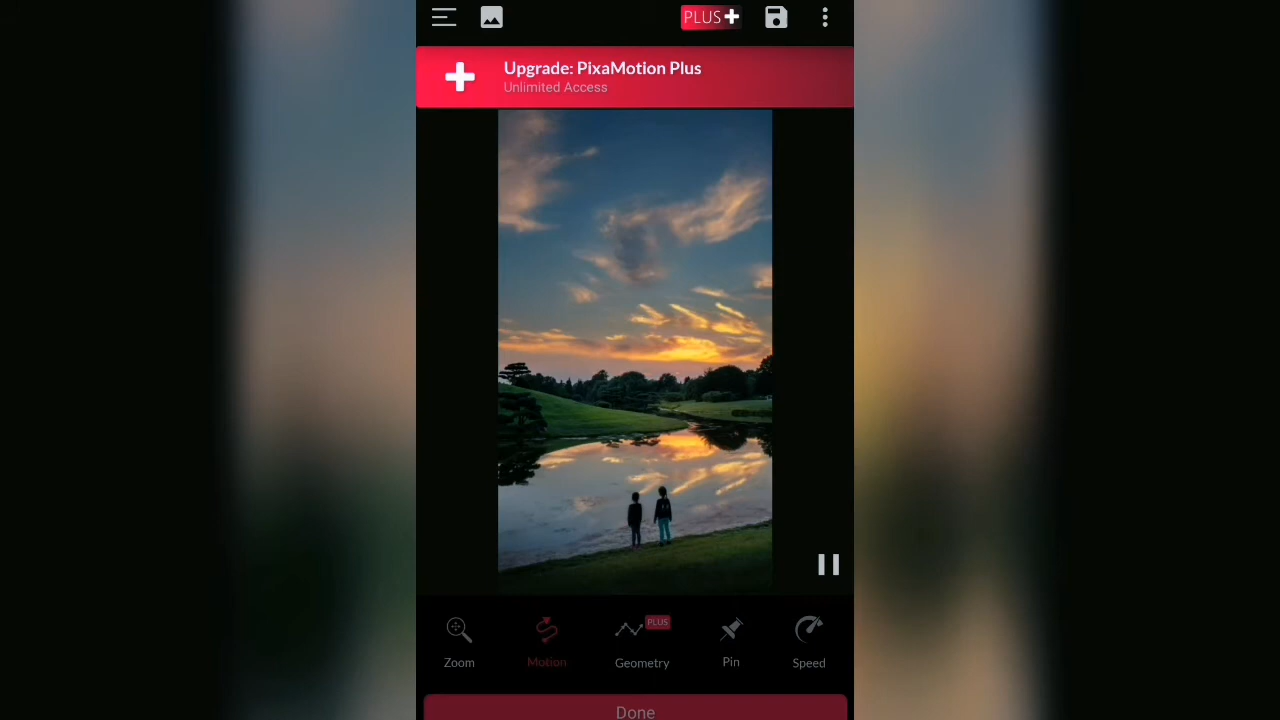 PLUS
Upgrade: PixaMotion Plus
Unlimited Access
PLUS
Zoom
Motion
Geometry
Pin
Speed
Done